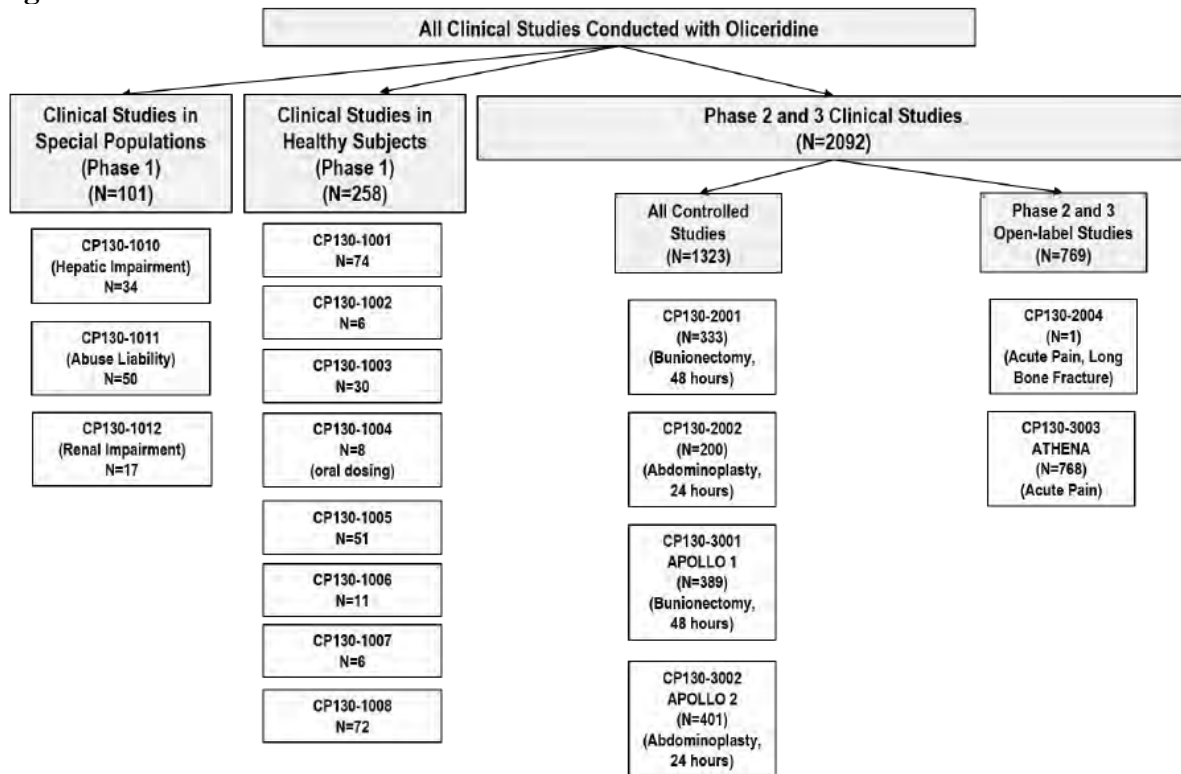 All Clinical Studies Conducted with Oliceridine
Clinical Studies in
Special Populations
(Phase 1)
(N=101)
CP130-1010
(Hepatic Impairment)
N=34
CP130-1011
(Abuse Liability)
N=50
CP130-1012
(Renal Impairment)
N=17
Clinical Studies in
Healthy Subjects
(Phase 1)
(N=258)
CP130-1001
N=74
CP130-1002
N=6
CP130-1003
N=30
CP130-1004
N=8
(oral dosing)
CP130-1005
N=51
CP130-1006
N=11
CP130-1007
N=6
CP130-1008
N=72
Phase 2 and 3 Clinical Studies
(N=2092)
All Controlled
Studies
(N=1323)
CP130-2001
(N=333)
(Bunionectomy,
48 hours)
CP130-2002
(N=200)
(Abdominoplasty,
24 hours)
CP130-3001
APOLLO 1
(N=389)
(Bunionectomy,
48 hours)
CP130-3002
APOLLO 2
(N=401)
(Abdominoplasty,
24 hours)
Phase 2 and 3
Open-label Studies
(N=769)
CP130-2004
(N=1)
(Acute Pain, Long
Bone Fracture)
CP130-3003
ATHENA
(N=768)
(Acute Pain)